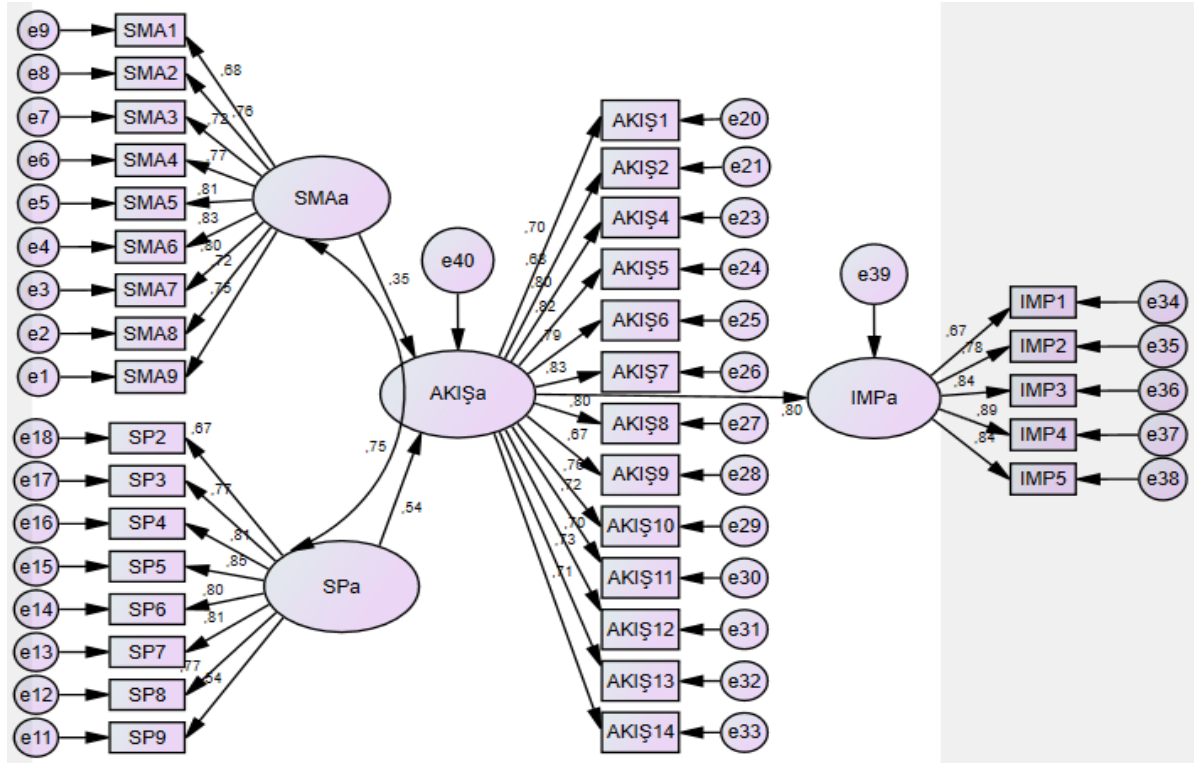 e9 SMA1
,68
e8 SMA2
,76
e7 SMA3
,72
e6 SMA4
,77
e5 SMA5
,81
e4 SMA6
,83
e3 SMA7
,80
e2 SMA8
,72
e1 SMA9
,75
SMAa
,35
e40
AKIŞa
,75
,54
e18 SP2
,67
e17 SP3
,77
e16 SP4
,81
e15 SP5
,85
e14 SP6
,80
e13 SP7
,81
e12 SP8
,77
e11 SP9
,54
SPa
,70
AKIŞ1 e20
,68
AKIŞ2 e21
,80
AKIŞ4 e23
,82
AKIŞ5 e24
,79
AKIŞ6 e25
,83
AKIŞ7 e26
,80
AKIŞ8 e27
,67
AKIŞ9 e28
,76
AKIŞ10 e29
,72
AKIŞ11 e30
,70
AKIŞ12 e31
,73
AKIŞ13 e32
,71
AKIŞ14 e33
,80
e39
IMPa
,67
IMP1 e34
,78
IMP2 e35
,84
IMP3 e36
,89
IMP4 e37
,84
IMP5 e38